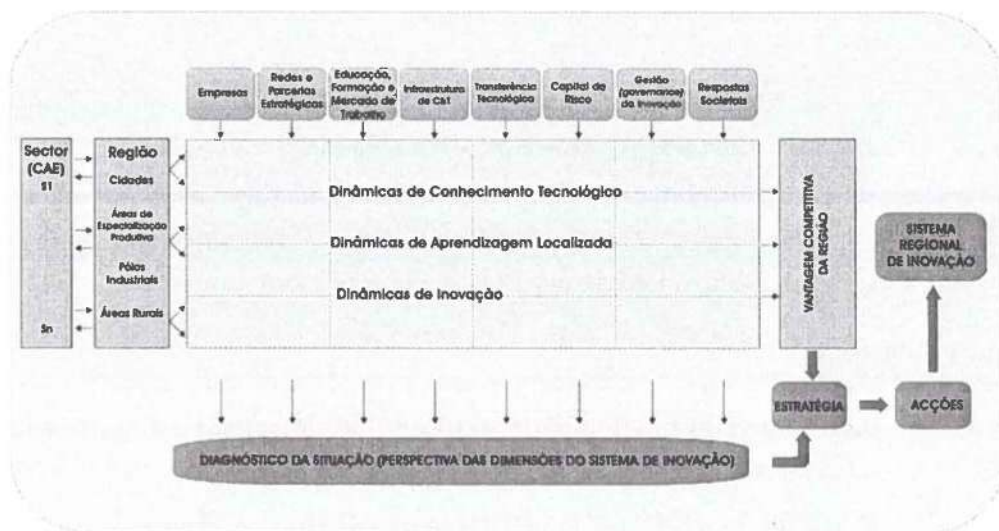 Empresas
Redes e
Parcerias
Estratégicas
Educação,
Formação e
Mercado de
Trabalho
Infraestrutura
de C&T
Transferência
Tecnológica
Capital de
Risco
Gestão
(governance)
da Inovação
Respostas
Societais
Sector
(CAE)
S1
Sn
Região
Cidades
Áreas de
Especialização
Produtiva
Pólos
Industriais
Áreas Rurais
Dinâmicas de Conhecimento Tecnológico
Dinâmicas de Aprendizagem Localizada
Dinâmicas de Inovação
VANTAGEM COMPETITIVA
DA REGIÃO
SISTEMA
REGIONAL
DE INOVAÇÃO
ESTRATÉGIA
ACÇÕES
DIAGNÓSTICO DA SITUAÇÃO (PERSPECTIVA DAS DIMENSÕES DO SISTEMA DE INOVAÇÃO)